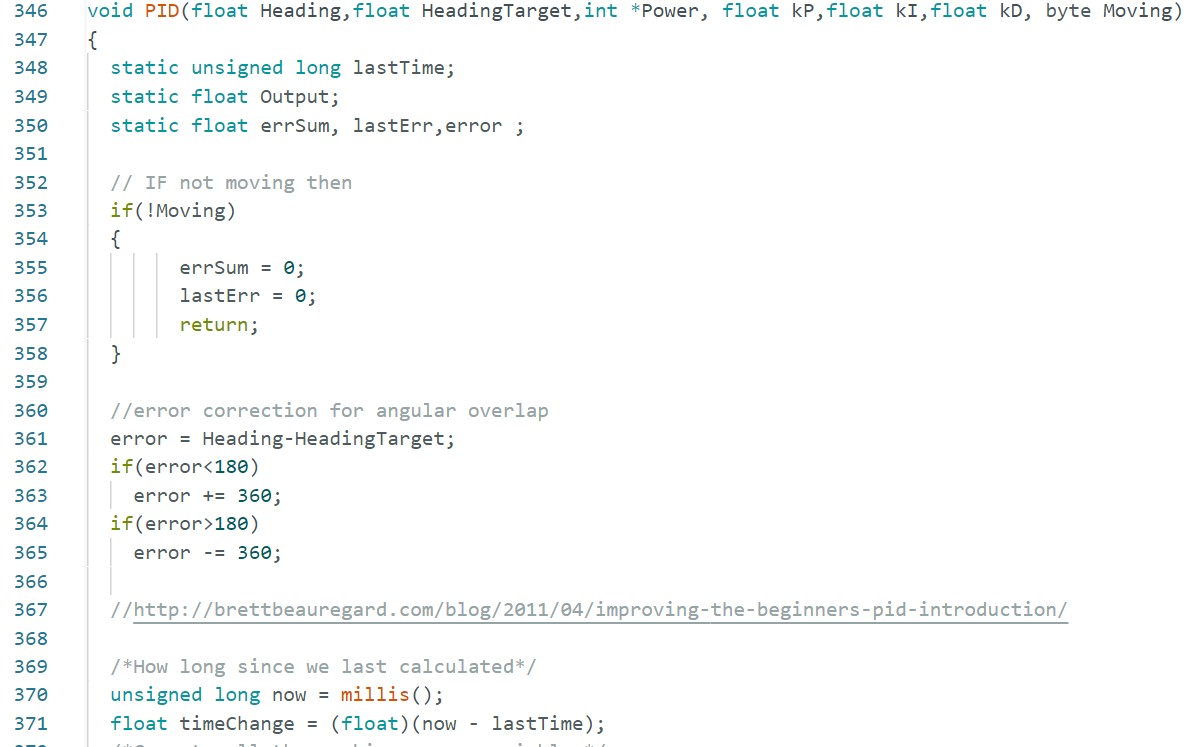 346 void PID(float Heading,float HeadingTarget,int *Power, float kP,float kI,float kD, byte Moving)
347 {
348 static unsigned long lastTime;
349 static float Output;
350 static float errSum, lastErr,error ;
351
352 // IF not moving then
353 if(!Moving)
354 {
355 errSum = 0;
356 lastErr = 0;
357 return;
358 }
359
360 //error correction for angular overlap
361 error = Heading-HeadingTarget;
362 if(error<180)
363 error += 360;
364 if(error>180)
365 error -= 360;
366
367 //http://brettbeauregard.com/blog/2011/04/improving-the-beginners-pid-introduction/
368
369 /*How long since we last calculated*/
370 unsigned long now = millis();
371 float timeChange = (float)(now - lastTime);